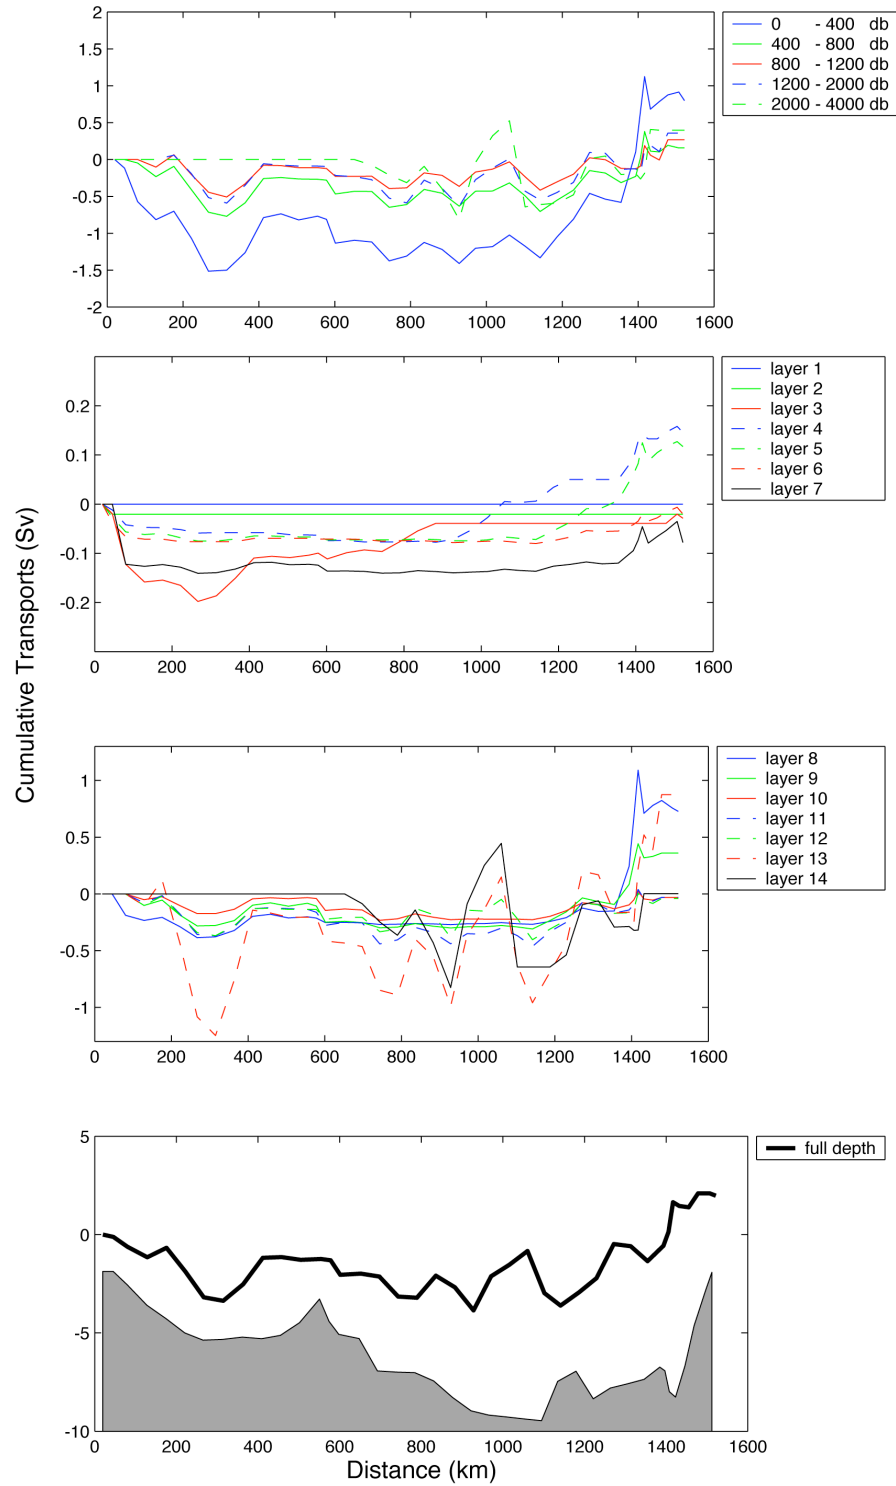 Cumulative Transports (Sv)
2
1.5
1
0.5
0
-0.5
-1
-1.5
-2
0 200 400 600 800 1000 1200 1400 1600
0 - 400 db
400 - 800 db
800 - 1200 db
1200 - 2000 db
2000 - 4000 db
0.2
0.1
0
-0.1
-0.2
0 200 400 600 800 1000 1200 1400 1600
layer 1
layer 2
layer 3
layer 4
layer 5
layer 6
layer 7
1
0.5
0
-0.5
-1
0 200 400 600 800 1000 1200 1400 1600
layer 8
layer 9
layer 10
layer 11
layer 12
layer 13
layer 14
5
0
-5
-10
0 200 400 600 800 1000 1200 1400 1600
full depth
Distance (km)